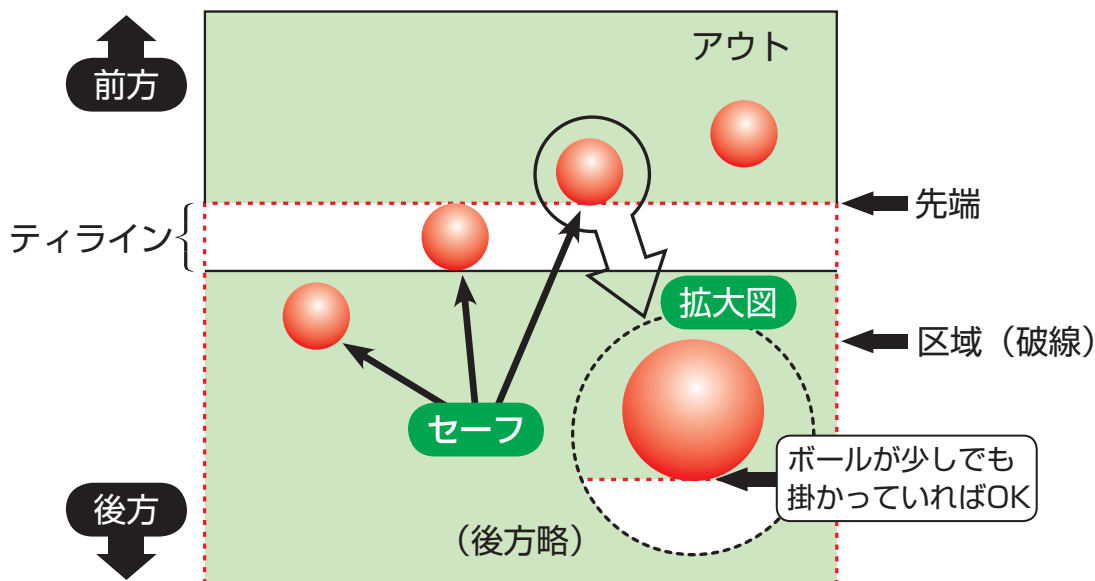 前方
アウト
先端
ティライン
拡大図
区域（破線）
セーフ
ボールが少しでも
掛かっていればOK
後方
（後方略）